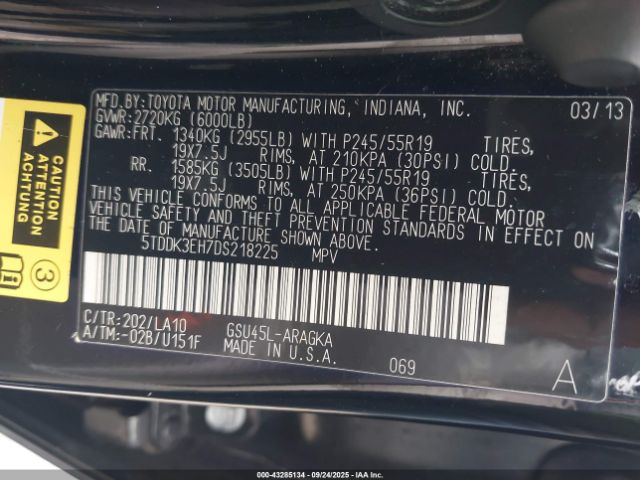 MFD.BY:TOYOTA MOTOR MANUFACTURING, INDIANA, INC. 03/13
GVWR:2720KG (6000LB)
GAWR:FRT. 1340KG (2955LB) WITH P245/55R19 TIRES,
19X7.5J RIMS, AT 210KPA (30PSI) COLD.
RR. 1585KG (3505LB) WITH P245/55R19 TIRES,
19X7.5J RIMS, AT 250KPA (36PSI) COLD.
THIS VEHICLE CONFORMS TO ALL APPLICABLE FEDERAL MOTOR
VEHICLE SAFETY AND THEFT PREVENTION STANDARDS IN EFFECT ON
THE DATE OF MANUFACTURE SHOWN ABOVE.
5TDDK3EH7DS218225 MPV
C/TR:202/LA10 GSU45L-ARAGKA
A/TM:-02B/U151F MADE IN U.S.A. 069
A
CAUTION
ATTENTION
3
000-43285134 - 09/24/2025 - IAAI.COM